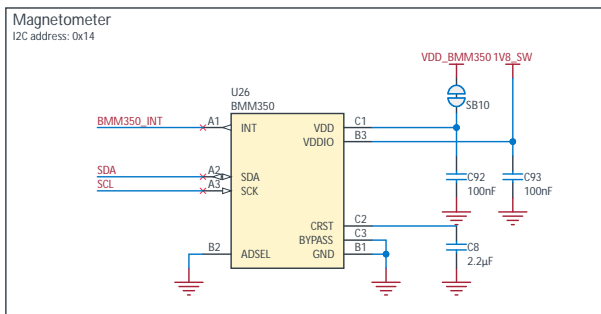 Magnetometer
I2C address: 0x14
VDD_BMM350 1V8_SW
U26
BMM350
SB10
BMM350_INT A1 INT VDD C1
VDDIO B3
SDA A2 SDA
SCL A3 SCK
C92
100nF
C93
100nF
CRST C2
BYPASS C3
B2 ADSEL GND B1
C8
2.2µF